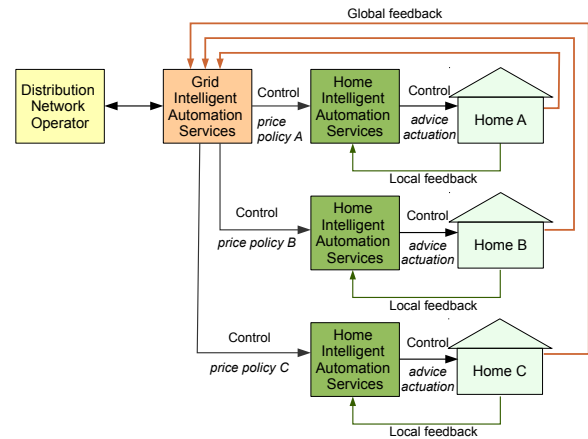 Global feedback
Distribution
Network
Operator
Grid
Intelligent
Automation
Services
Control
price
policy A
Home
Intelligent
Automation
Services
Control
advice
actuation
Home A
Local feedback
Control
price policy B
Home
Intelligent
Automation
Services
Control
advice
actuation
Home B
Local feedback
Control
price policy C
Home
Intelligent
Automation
Services
Control
advice
actuation
Home C
Local feedback